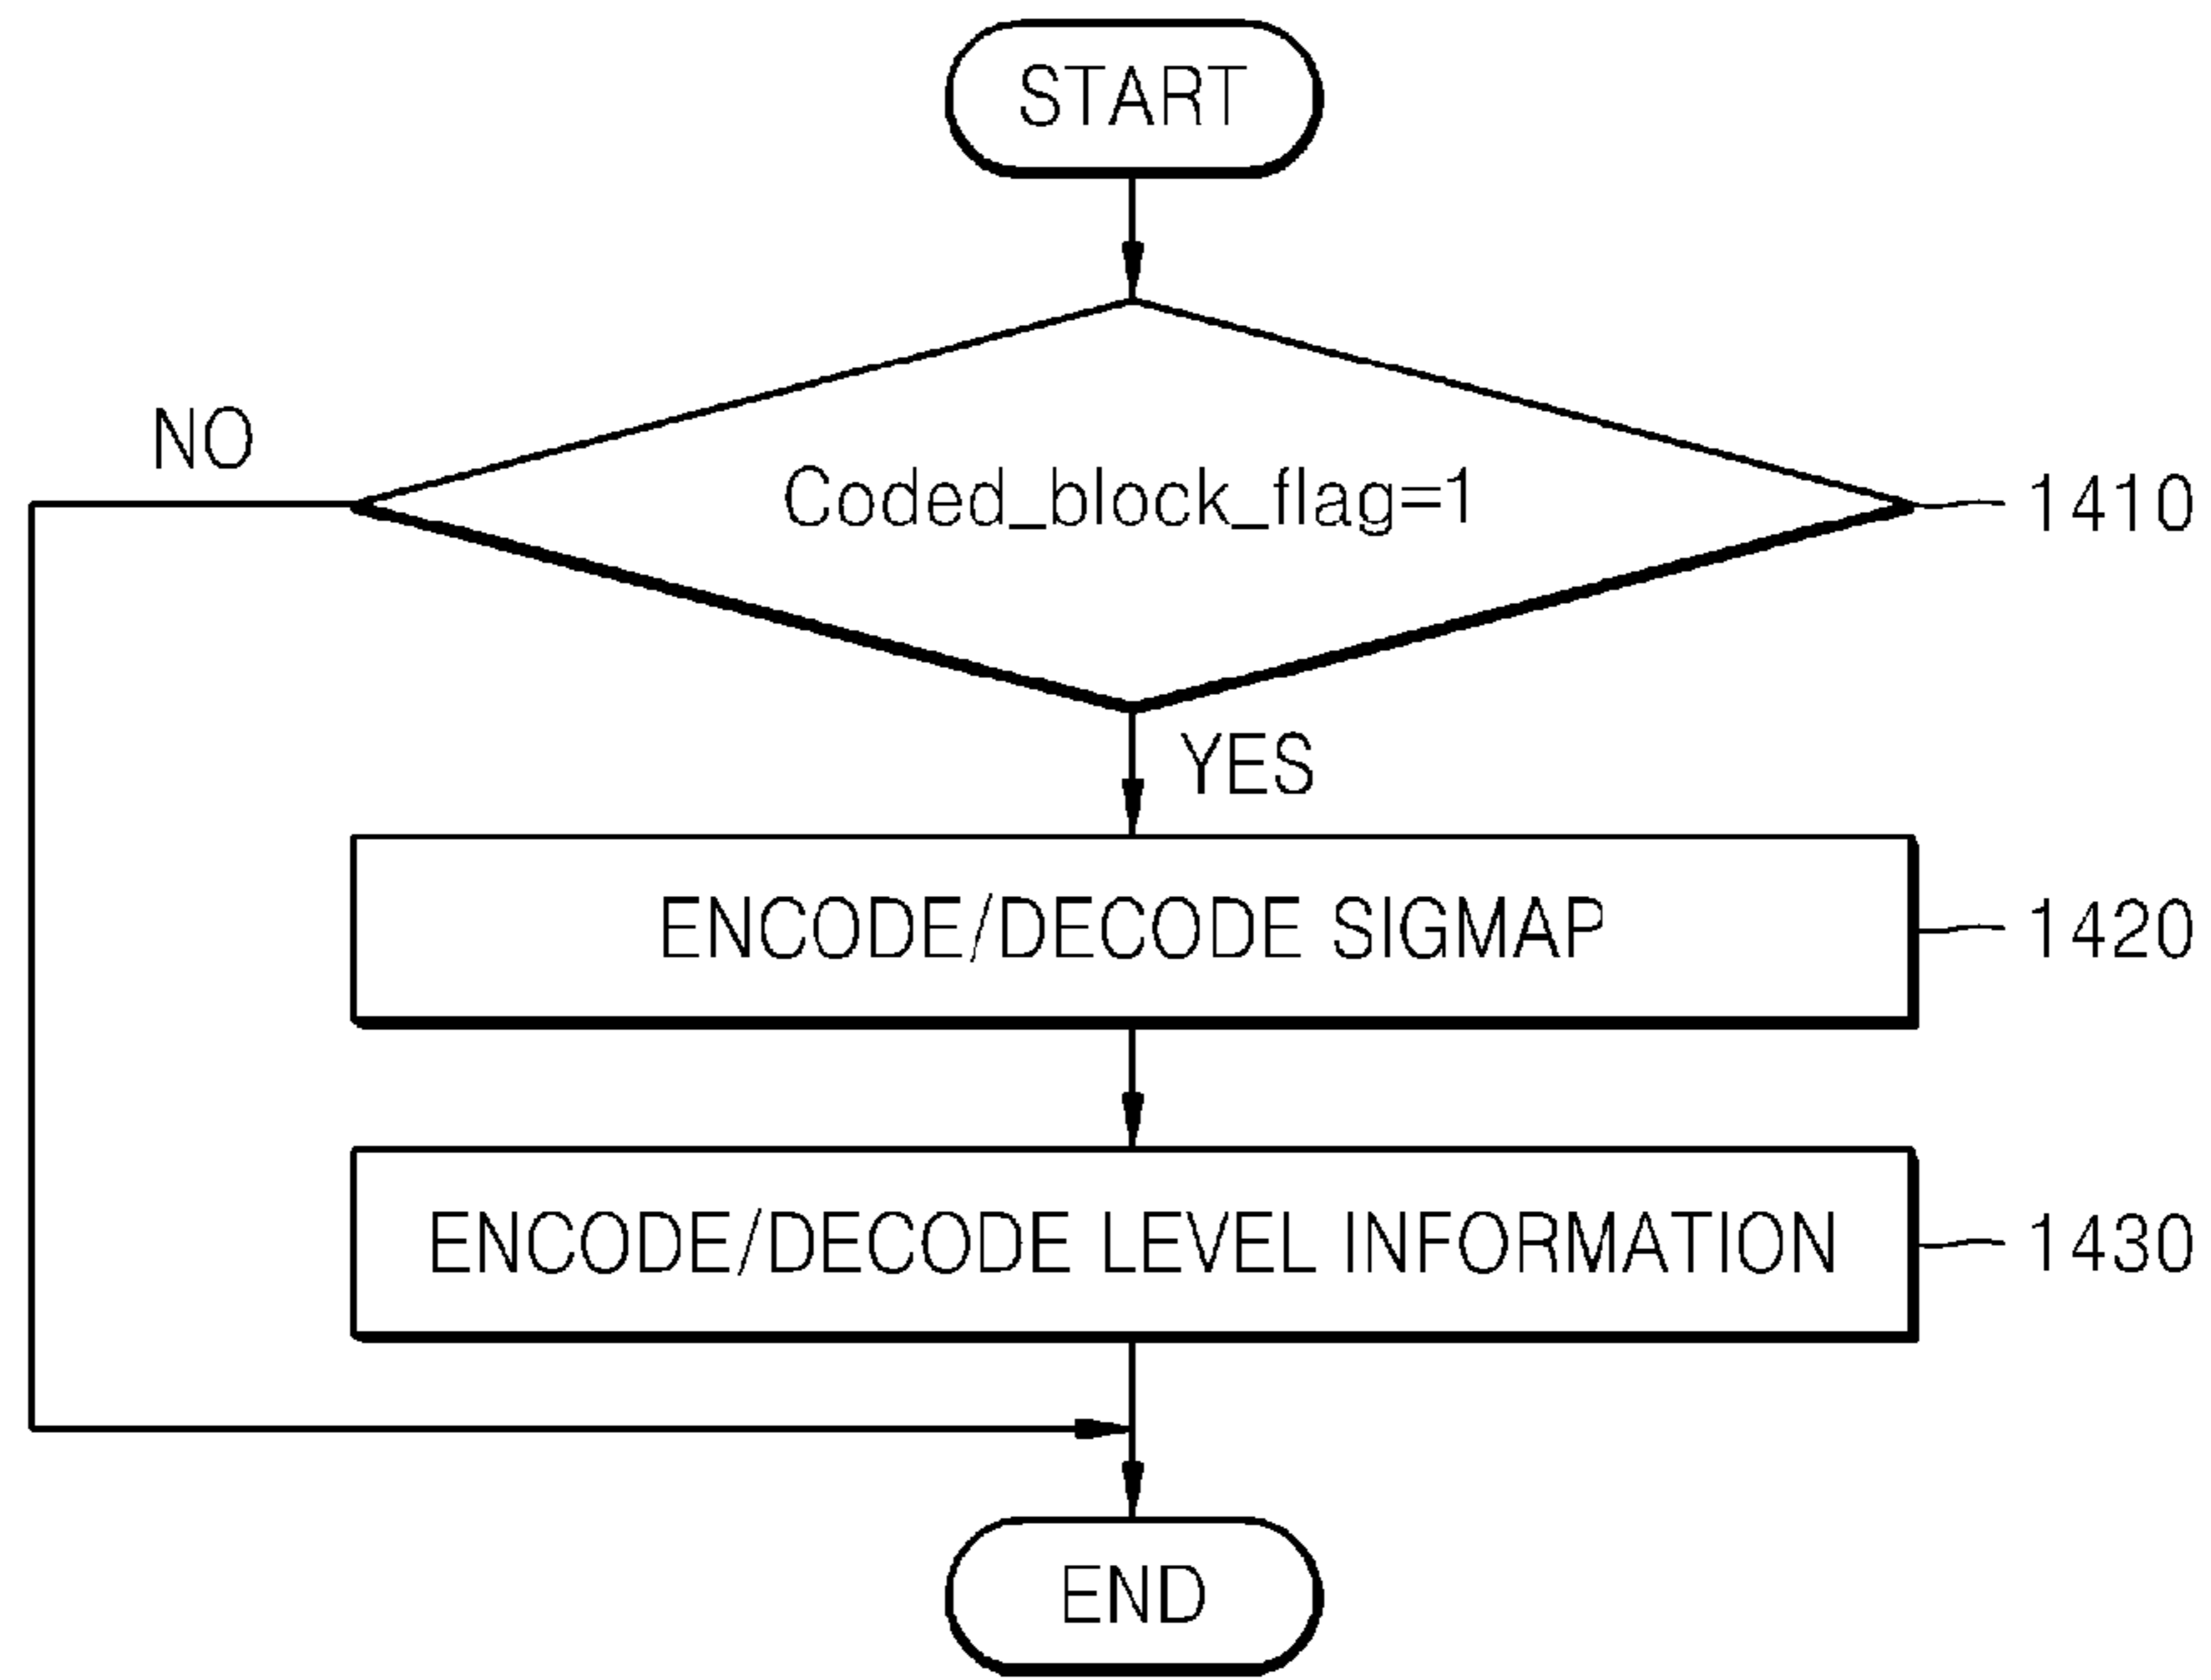 START
NO
Coded_block_flag=1
1410
YES
ENCODE/DECODE SIGMAP
1420
ENCODE/DECODE LEVEL INFORMATION
1430
END